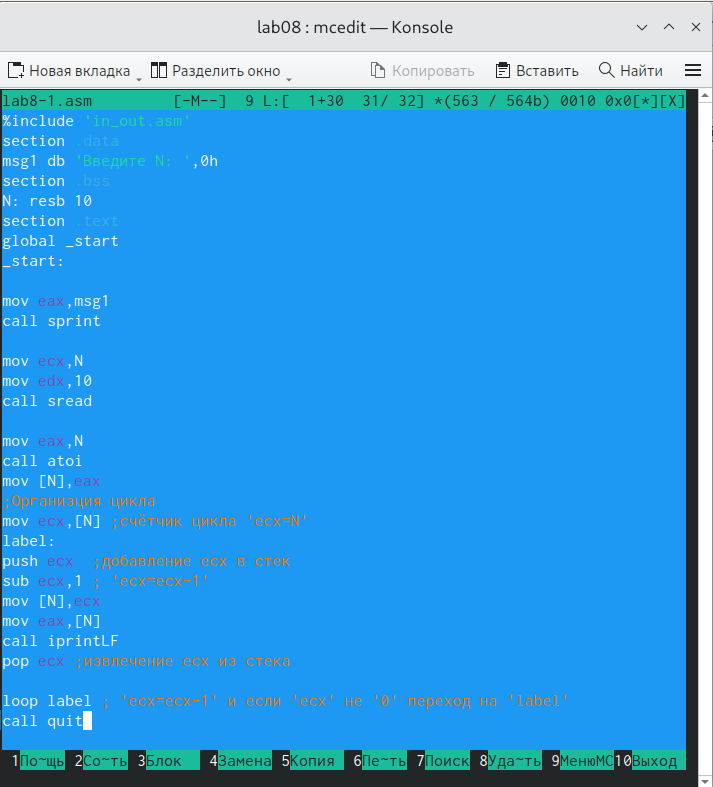 lab08 : mcedit — Konsole
Новая вкладка Разделить окно Копировать Вставить Найти
lab8-1.asm [-M--] 9 L:[ 1+30 31/ 32] *(563 / 564b) 0010 0x0[*][X]
%include 'in_out.asm'
section .data
msg1 db 'Введите N: ',0h
section .bss
N: resb 10
section .text
global _start
_start:
mov eax,msg1
call sprint
mov ecx,N
mov edx,10
call sread
mov eax,N
call atoi
mov [N],eax
;Организция цикла
mov ecx,[N] ;счётчик цикла 'ecx=N'
label:
push ecx ;добавление ecx в стек
sub ecx,1 ; 'ecx=ecx-1'
mov [N],ecx
mov eax,[N]
call iprintLF
pop ecx ;извлечение ecx из стека
loop label ; 'ecx=ecx-1' и если 'ecx' не '0' переход на 'label'
call quit
1По~щь 2Со~ть 3Блок 4Замена 5Копия 6Пе~ть 7Поиск 8Уда~ть 9МенюMC 10Выход